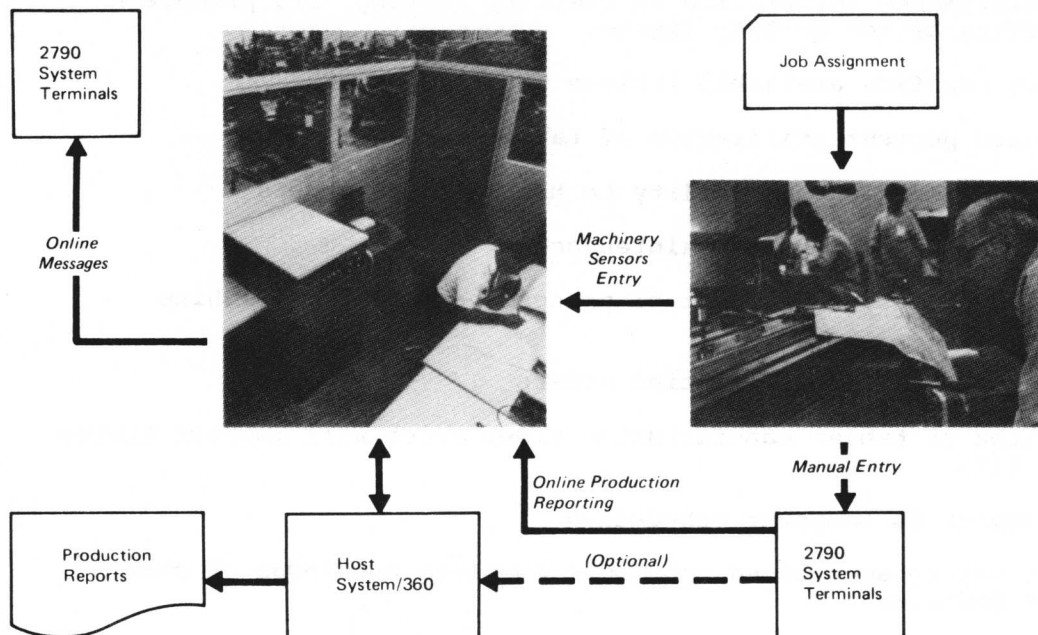 2790
System
Terminals
Job Assignment
Online
Messages
Machinery
Sensors
Entry
Manual Entry
Online Production
Reporting
Production
Reports
Host
System/360
(Optional)
2790
System
Terminals